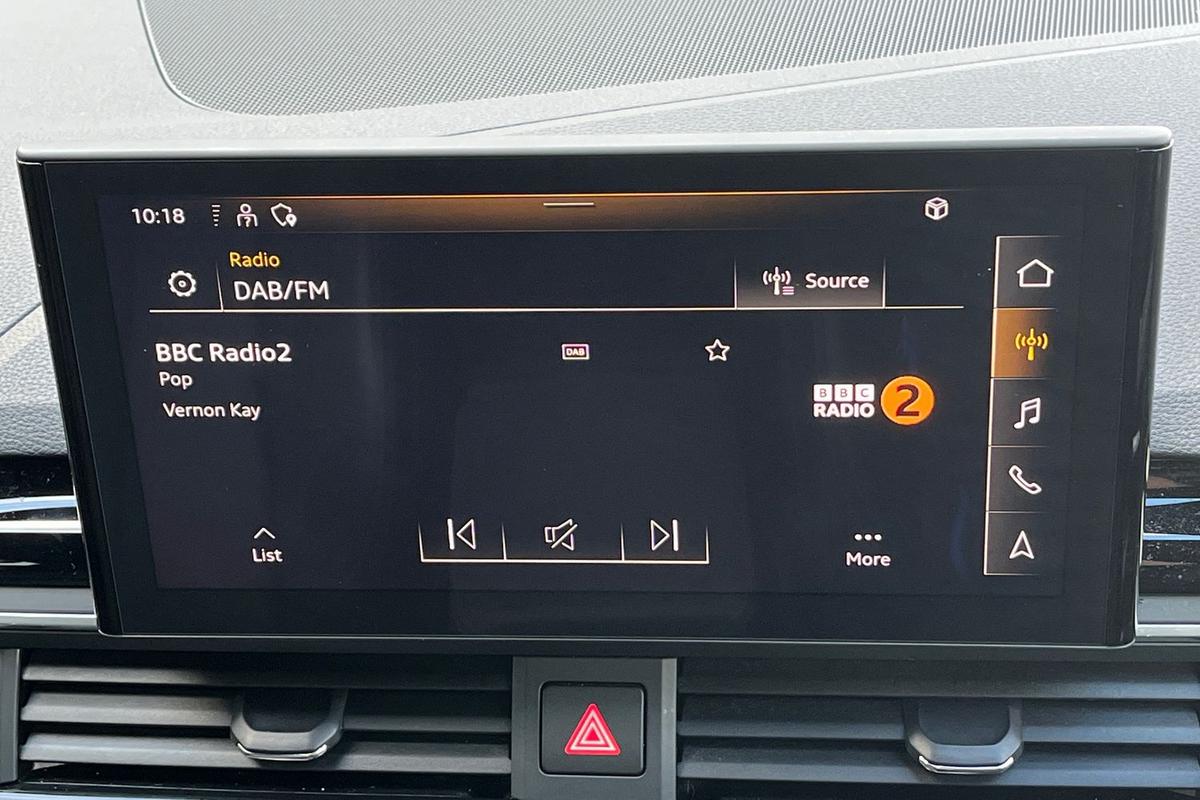 10:18
Radio
DAB/FM
Source
BBC Radio2
DAB
Pop
Vernon Kay
BBC
RADIO 2
List
More